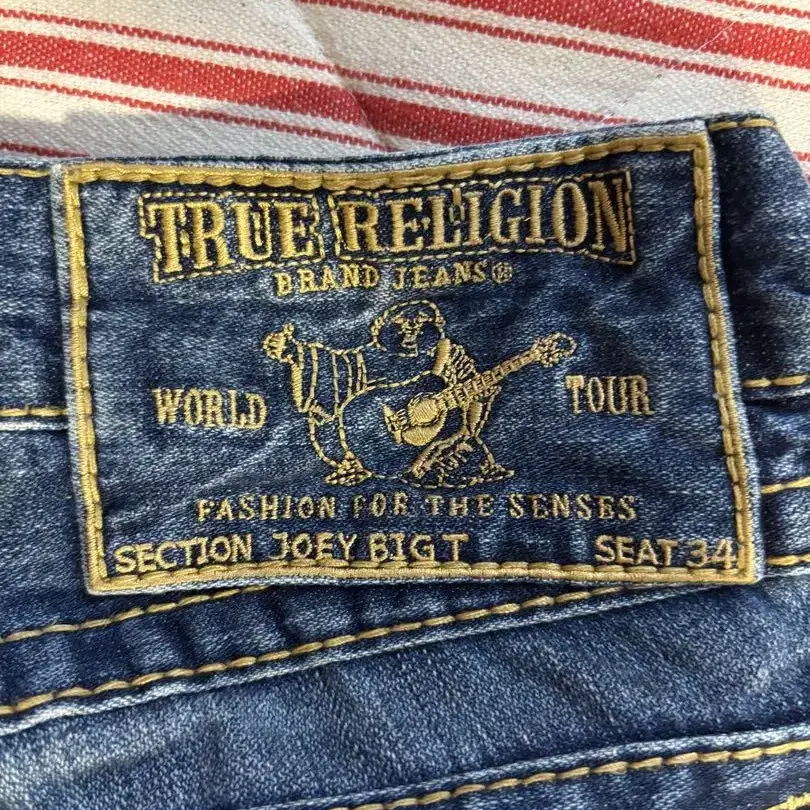 TRUE RELIGION
BRAND JEANS®
WORLD TOUR
FASHION FOR THE SENSES
SECTION JOEY BIG T SEAT 34